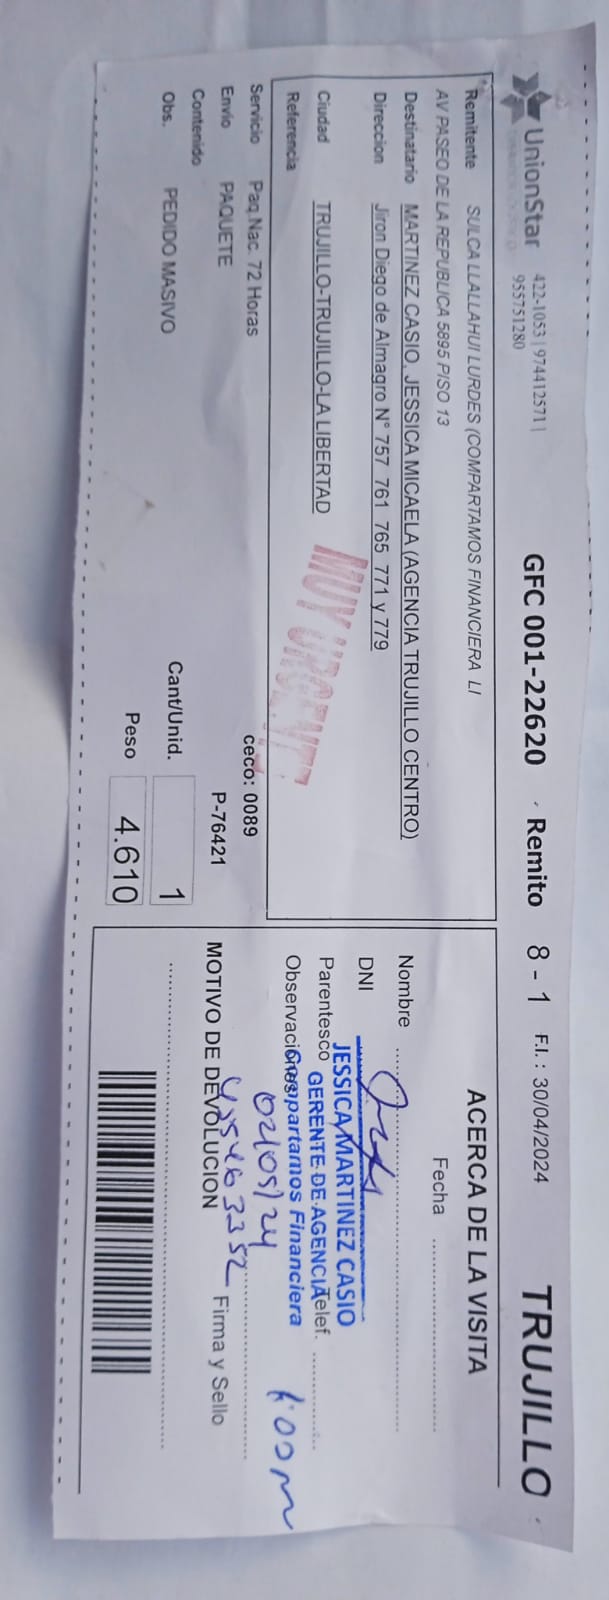 UnionStar 422-1053 | 974412571 |
955751280
GFC 001-22620 Remito 8 - 1 F.I.: 30/04/2024 TRUJILLO
Remitente SULCA LLALLAHUI LURDES (COMPARTAMOS FINANCIERA LI
AV PASEO DE LA REPUBLICA 5895 PISO 13
Destinatario MARTINEZ CASIO, JESSICA MICAELA (AGENCIA TRUJILLO CENTRO)
Direccion Jiron Diego de Almagro N° 757 761 765 771 y 779
Ciudad TRUJILLO-TRUJILLO-LA LIBERTAD
Referencia
MUY URGENTE
Servicio Paq Nac. 72 Horas
ceco: 0089
Envio PAQUETE
P-76421
Contenido
Cant/Unid. 1
Obs. PEDIDO MASIVO
Peso 4.610
ACERCA DE LA VISITA
Fecha
Nombre
DNI
JESSICA MARTINEZ CASIO
Parentesco
GERENTE DE AGENCIA
Telef.
Observaciones
Compartamos Financiera
02/05/24
MOTIVO DE DEVOLUCION
Firma y Sello